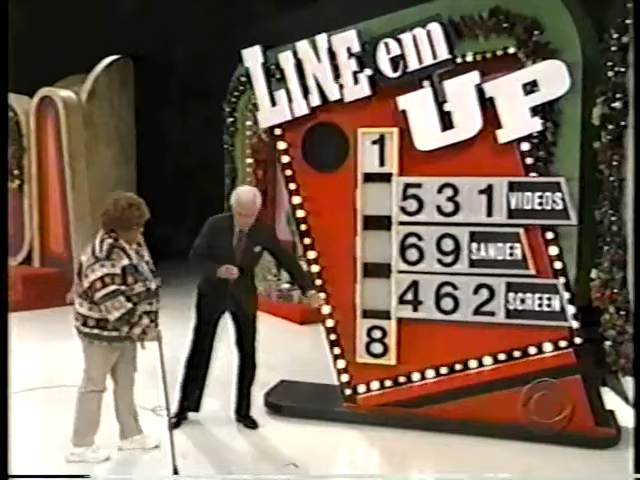 LINE em
UP
1
531 VIDEOS
69 SANDER
462 SCREEN
8